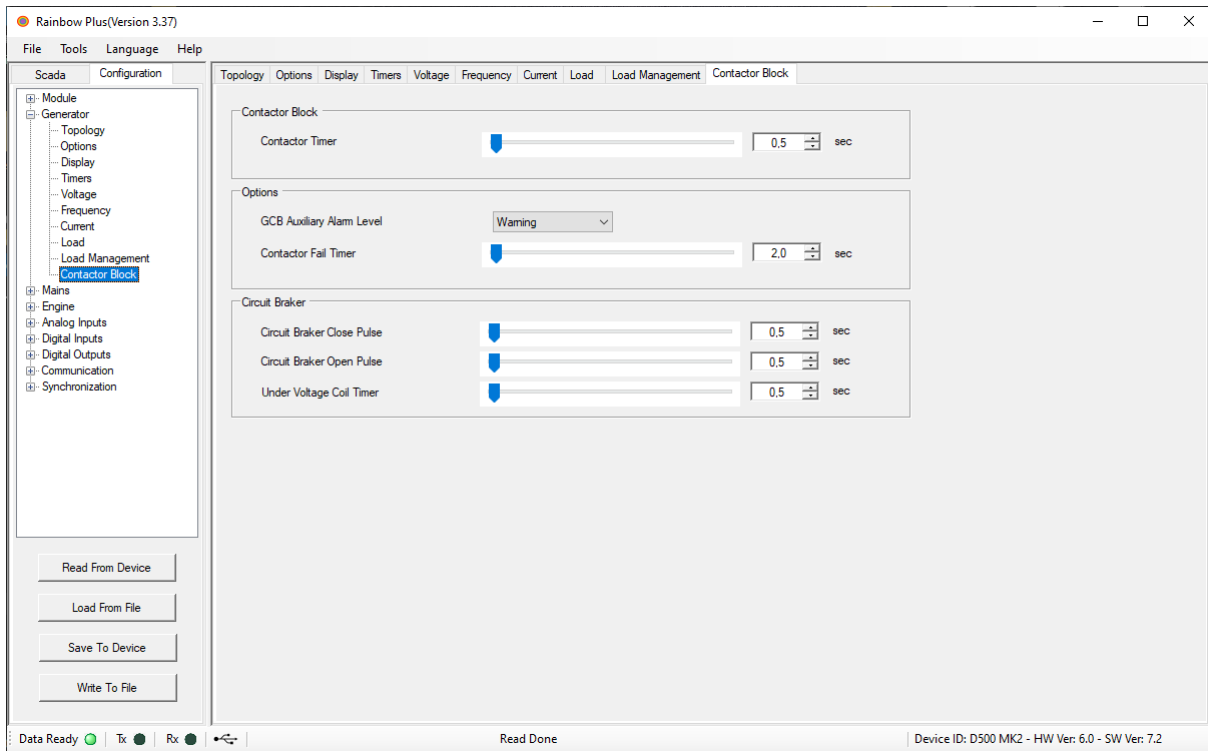 Rainbow Plus(Version 3.37)
File Tools Language Help
Scada Configuration
Module
Generator
Topology
Options
Display
Timers
Voltage
Frequency
Current
Load
Load Management
Contactor Block
Mains
Engine
Analog Inputs
Digital Inputs
Digital Outputs
Communication
Synchronization
Read From Device
Load From File
Save To Device
Write To File
Topology Options Display Timers Voltage Frequency Current Load Load Management Contactor Block
Contactor Block
Contactor Timer 0,5 sec
Options
GCB Auxiliary Alarm Level Warning
Contactor Fail Timer 2,0 sec
Circuit Braker
Circuit Braker Close Pulse 0,5 sec
Circuit Braker Open Pulse 0,5 sec
Under Voltage Coil Timer 0,5 sec
Data Ready Tx Rx Read Done Device ID: D500 MK2 - HW Ver: 6.0 - SW Ver: 7.2